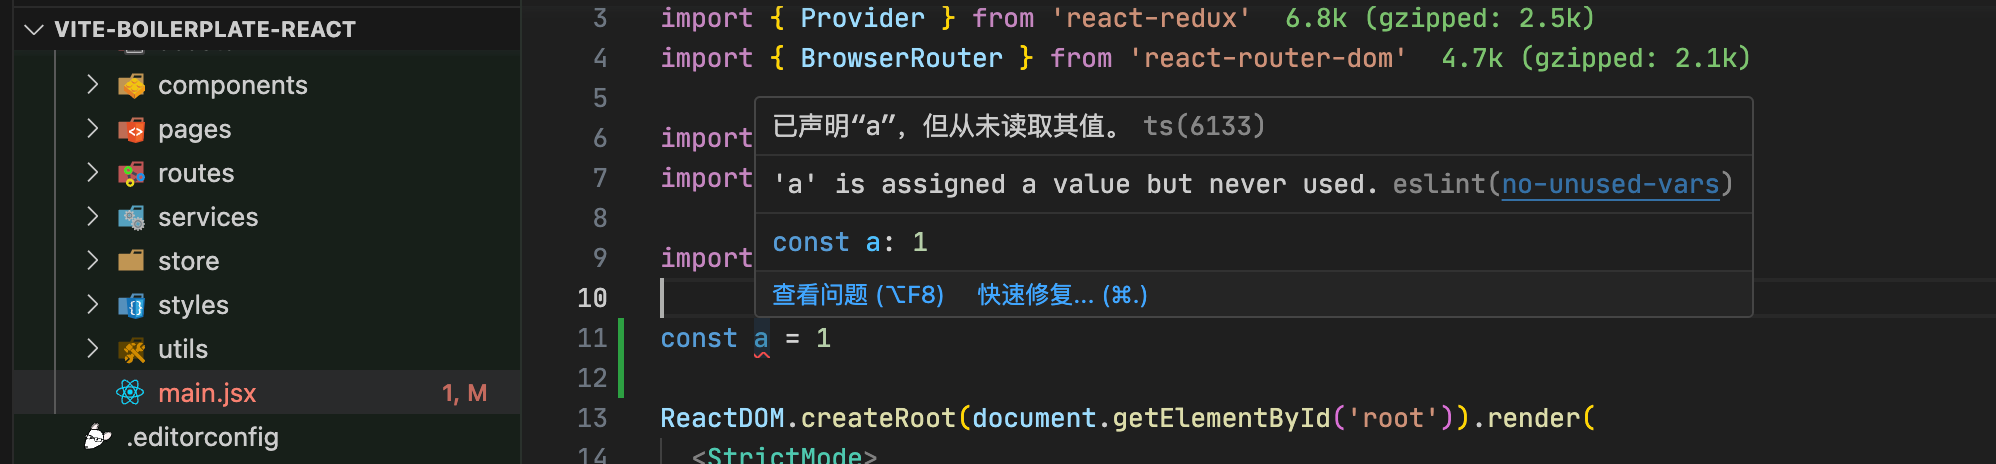 VITE-BOILERPLATE-REACT
components
pages
routes
services
store
styles
utils
main.jsx 1, M
.editorconfig
3 import { Provider } from 'react-redux' 6.8k (gzipped: 2.5k)
4 import { BrowserRouter } from 'react-router-dom' 4.7k (gzipped: 2.1k)
5
6 import
7 import
8
9 import
10
已声明“a”，但从未读取其值。 ts(6133)
'a' is assigned a value but never used. eslint(no-unused-vars)
const a: 1
查看问题 (⌥F8) 快速修复... (⌘.)
11 const a = 1
12
13 ReactDOM.createRoot(document.getElementById('root')).render(
14 <StrictMode>